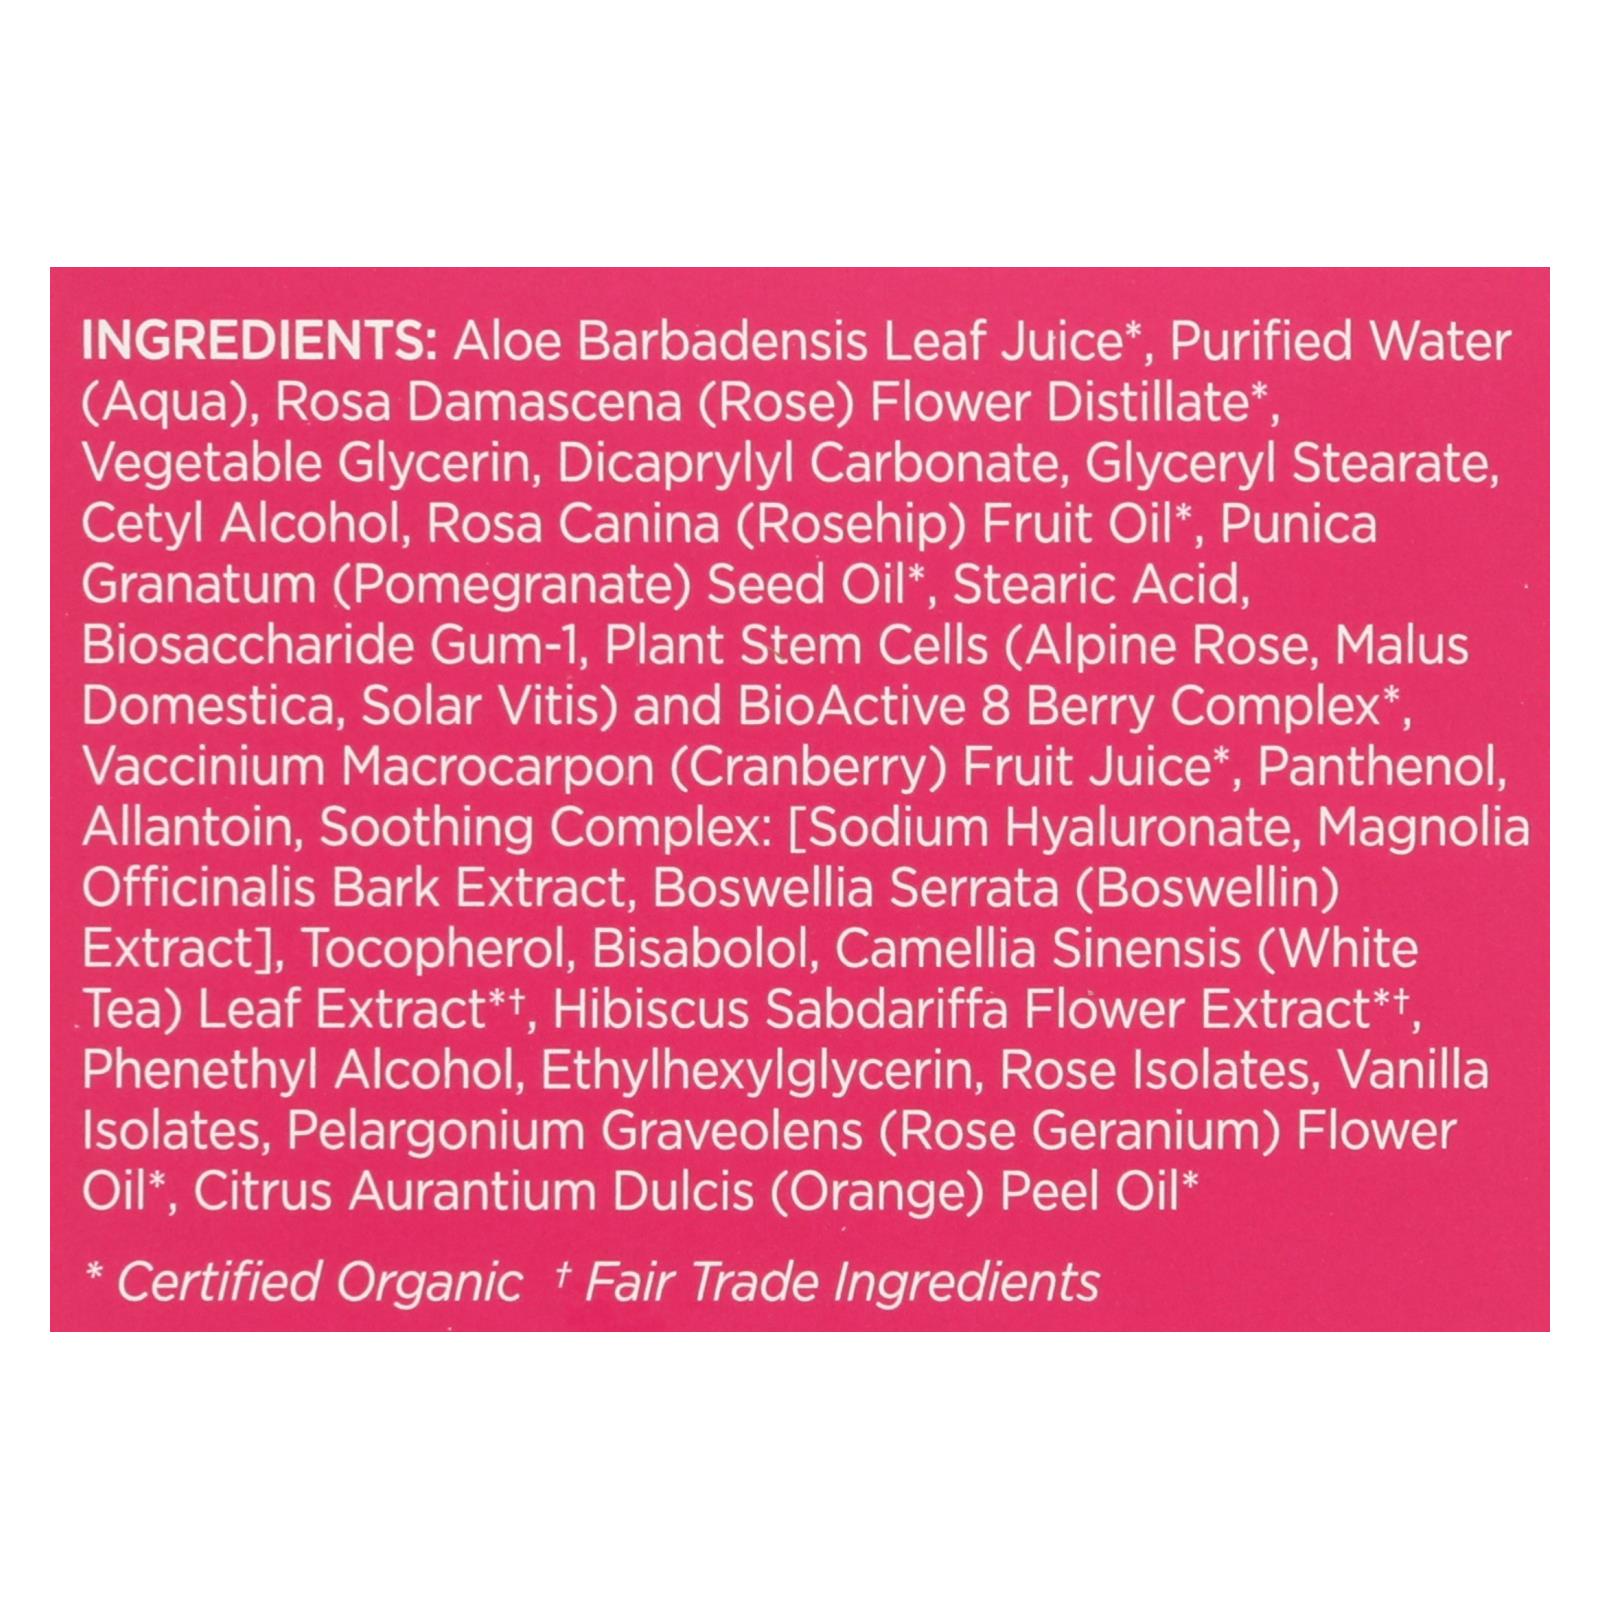 INGREDIENTS: Aloe Barbadensis Leaf Juice*, Purified Water
(Aqua), Rosa Damascena (Rose) Flower Distillate*,
Vegetable Glycerin, Dicaprylyl Carbonate, Glyceryl Stearate,
Cetyl Alcohol, Rosa Canina (Rosehip) Fruit Oil*, Punica
Granatum (Pomegranate) Seed Oil*, Stearic Acid,
Biosaccharide Gum-1, Plant Stem Cells (Alpine Rose, Malus
Domestica, Solar Vitis) and BioActive 8 Berry Complex*,
Vaccinium Macrocarpon (Cranberry) Fruit Juice*, Panthenol,
Allantoin, Soothing Complex: [Sodium Hyaluronate, Magnolia
Officinalis Bark Extract, Boswellia Serrata (Boswellin)
Extract], Tocopherol, Bisabolol, Camellia Sinensis (White
Tea) Leaf Extract*†, Hibiscus Sabdariffa Flower Extract*†,
Phenethyl Alcohol, Ethylhexylglycerin, Rose Isolates, Vanilla
Isolates, Pelargonium Graveolens (Rose Geranium) Flower
Oil*, Citrus Aurantium Dulcis (Orange) Peel Oil*
* Certified Organic † Fair Trade Ingredients